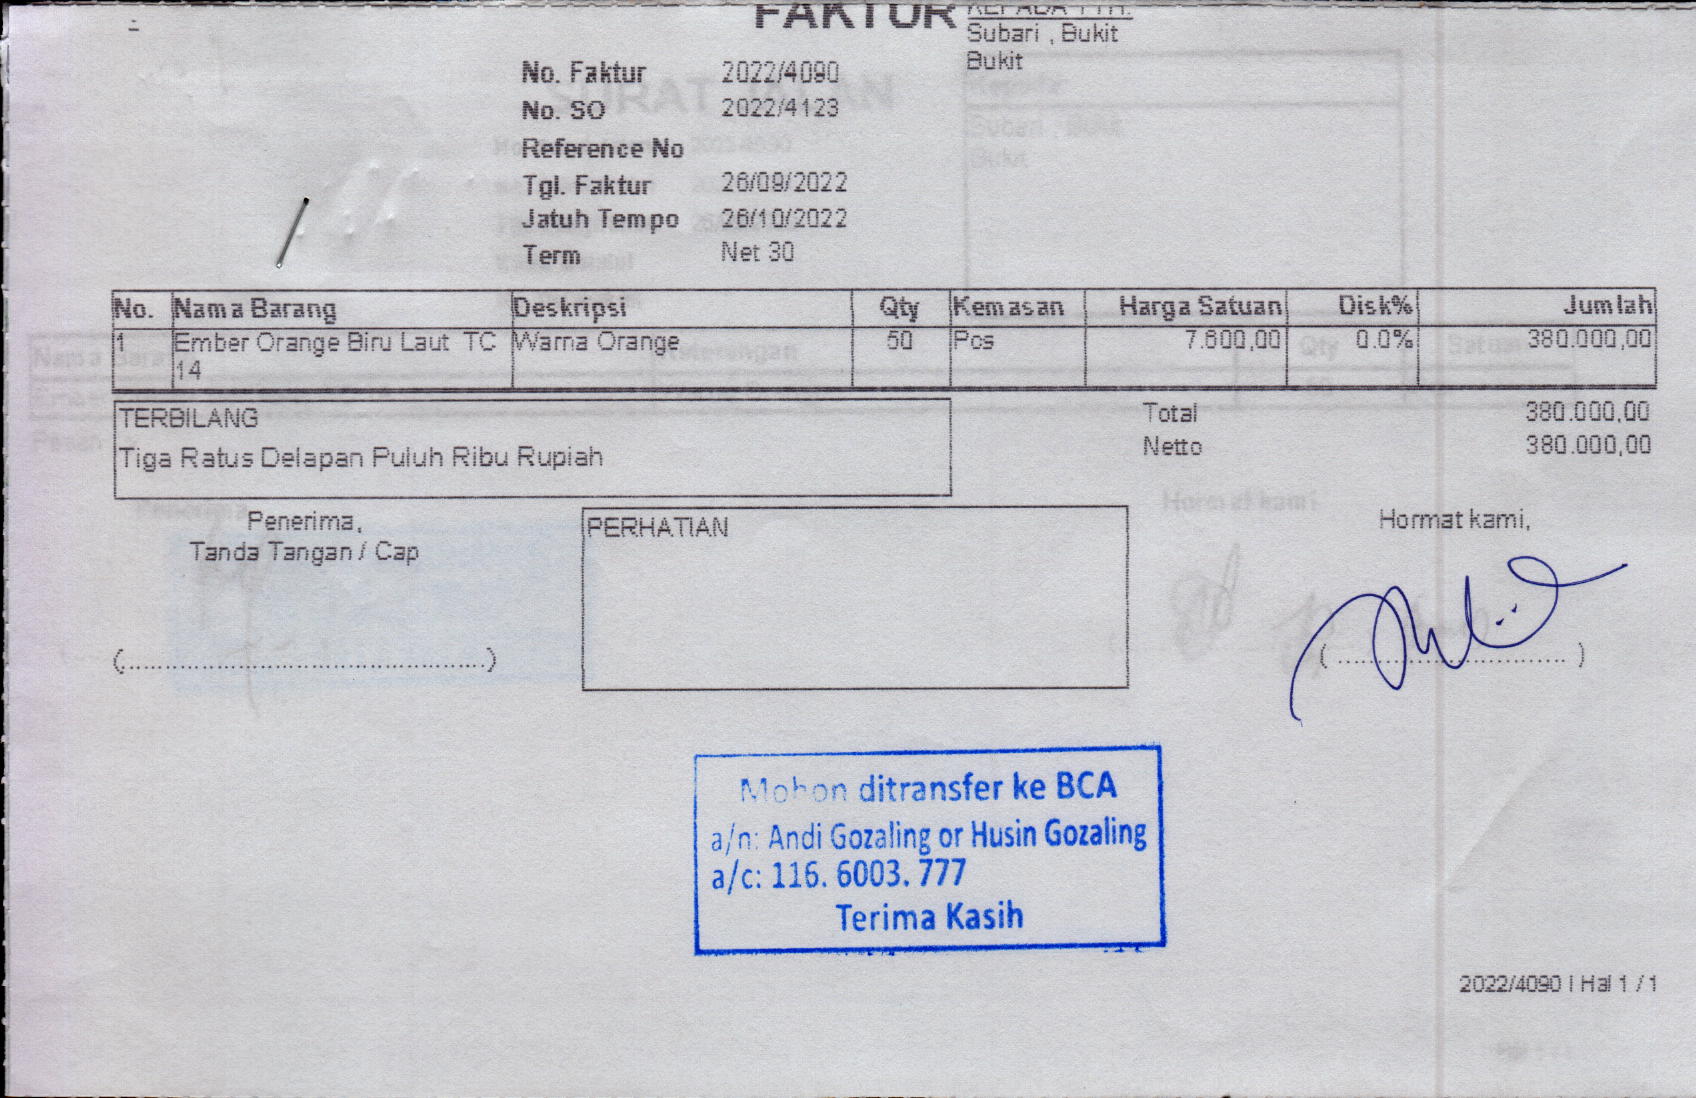 FAKTUR
KEPADA YTH.
Subari , Bukit
Bukit
No. Faktur 2022/4090
No. SO 2022/4123
Reference No
Tgl. Faktur 26/09/2022
Jatuh Tempo 26/10/2022
Term Net 30
SURAT JALAN
No. Nama Barang Deskripsi Qty Kemasan Harga Satuan Disk% Jumlah
1 Ember Orange Biru Laut TC Warna Orange 50 Pcs 7.600,00 0.0% 380.000,00
14
TERBILANG
Tiga Ratus Delapan Puluh Ribu Rupiah
Total 380.000,00
Netto 380.000,00
Penerima,
Tanda Tangan / Cap
(........................................................)
PERHATIAN
Hormat kami,
( ................................... )
Mohon ditransfer ke BCA
a/n: Andi Gozaling or Husin Gozaling
a/c: 116. 6003. 777
Terima Kasih
2022/4090 | Hal 1 / 1